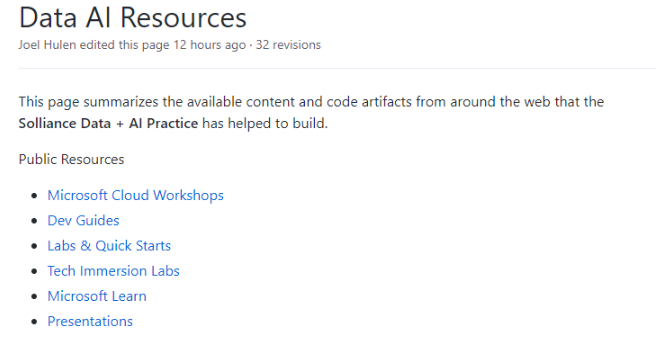 Data AI Resources
Joel Hulen edited this page 12 hours ago · 32 revisions
This page summarizes the available content and code artifacts from around the web that the
Solliance Data + AI Practice has helped to build.
Public Resources
Microsoft Cloud Workshops
Dev Guides
Labs & Quick Starts
Tech Immersion Labs
Microsoft Learn
Presentations